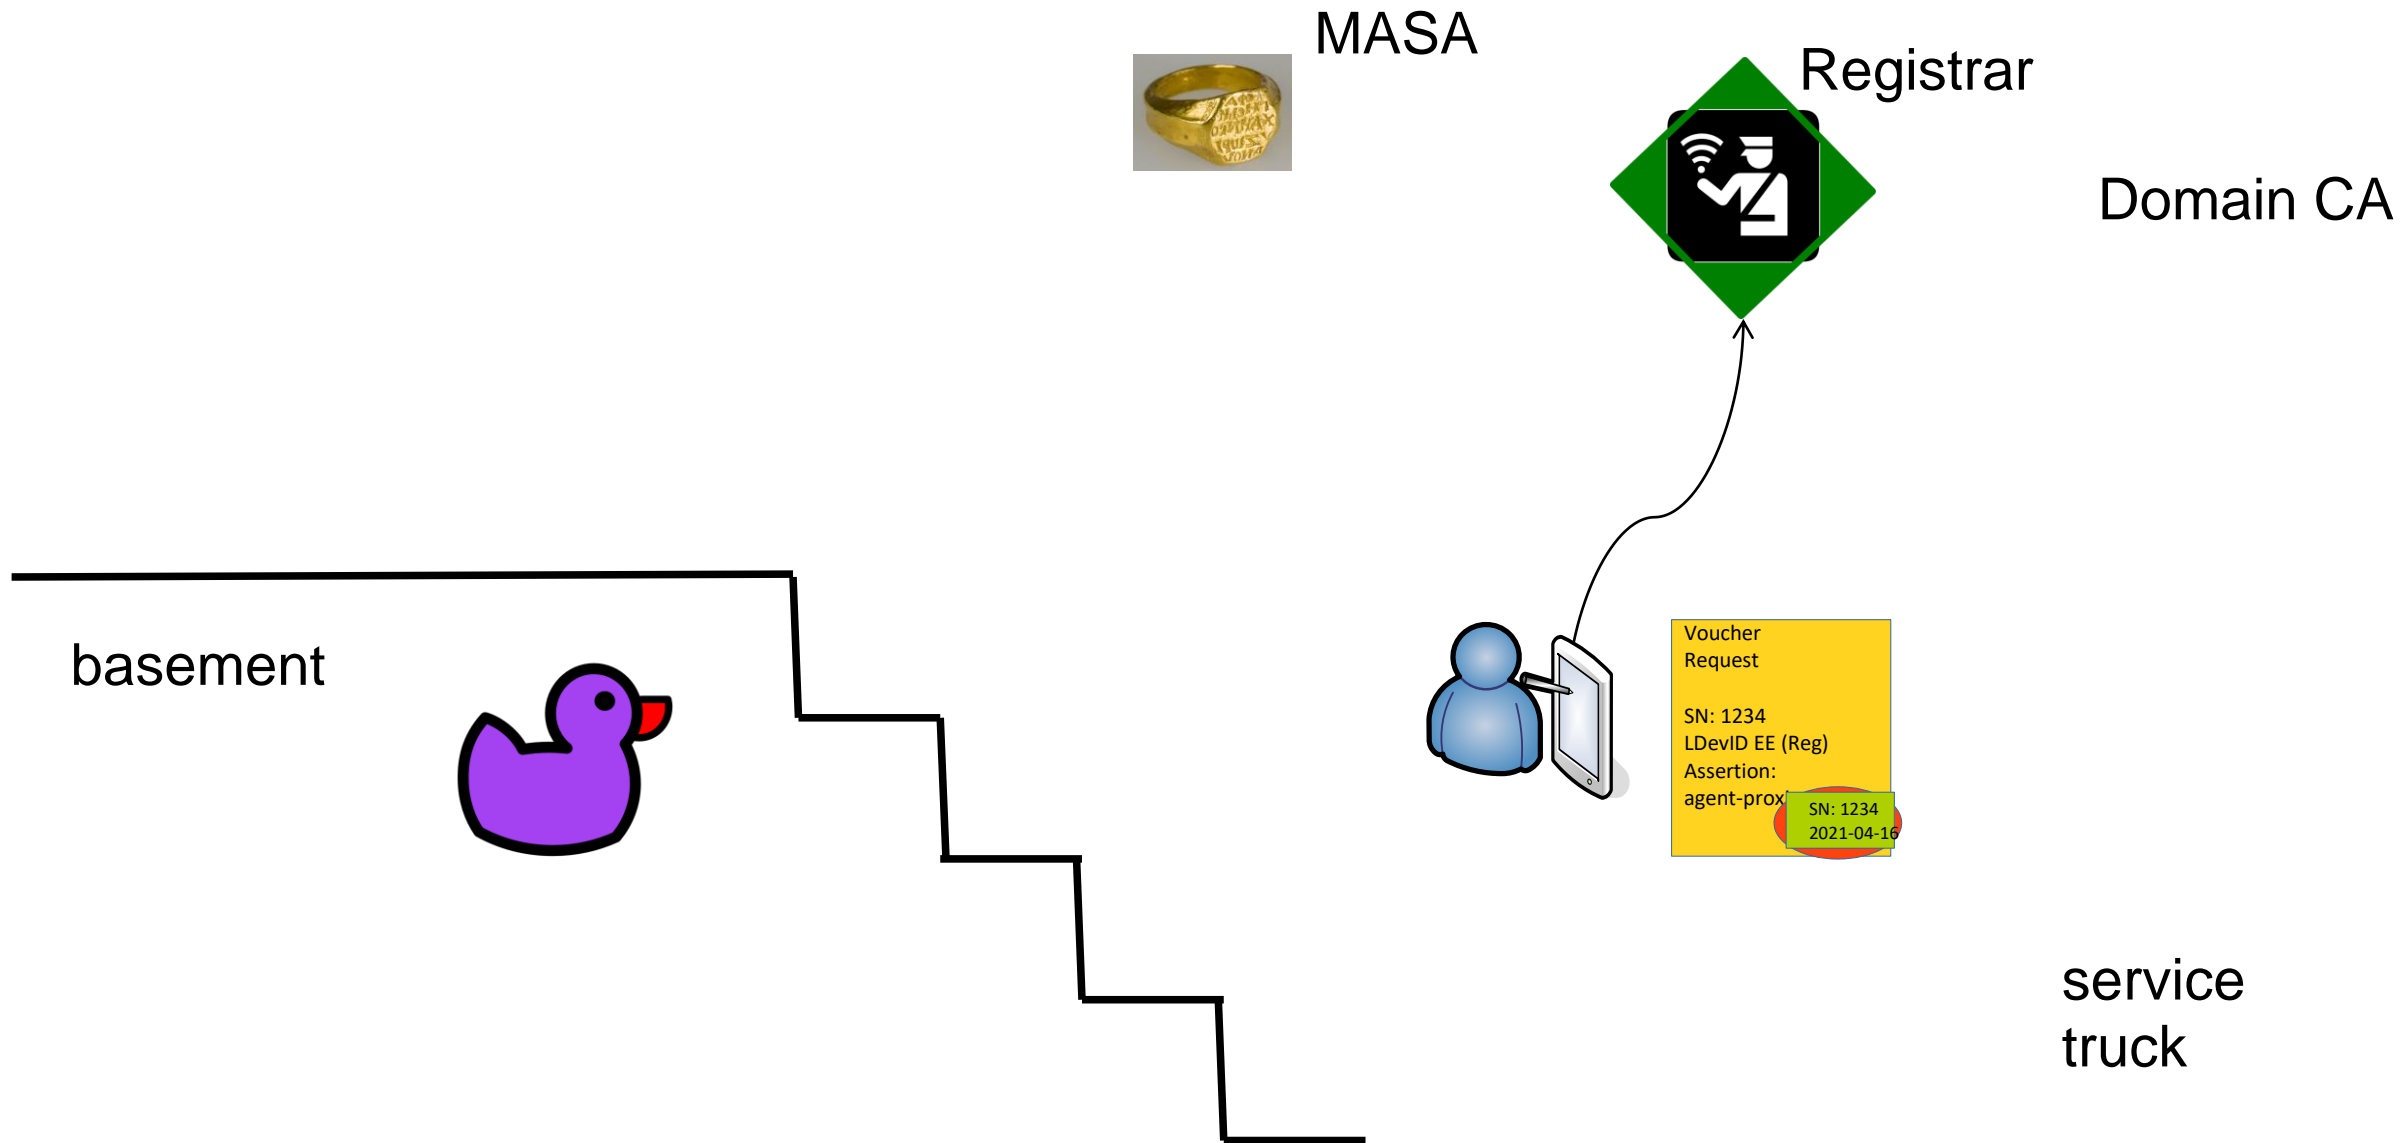 MASA
Registrar
Domain CA
basement
Voucher
Request
SN: 1234
LDevID EE (Reg)
Assertion:
agent-prox
SN: 1234
2021-04-16
service
truck